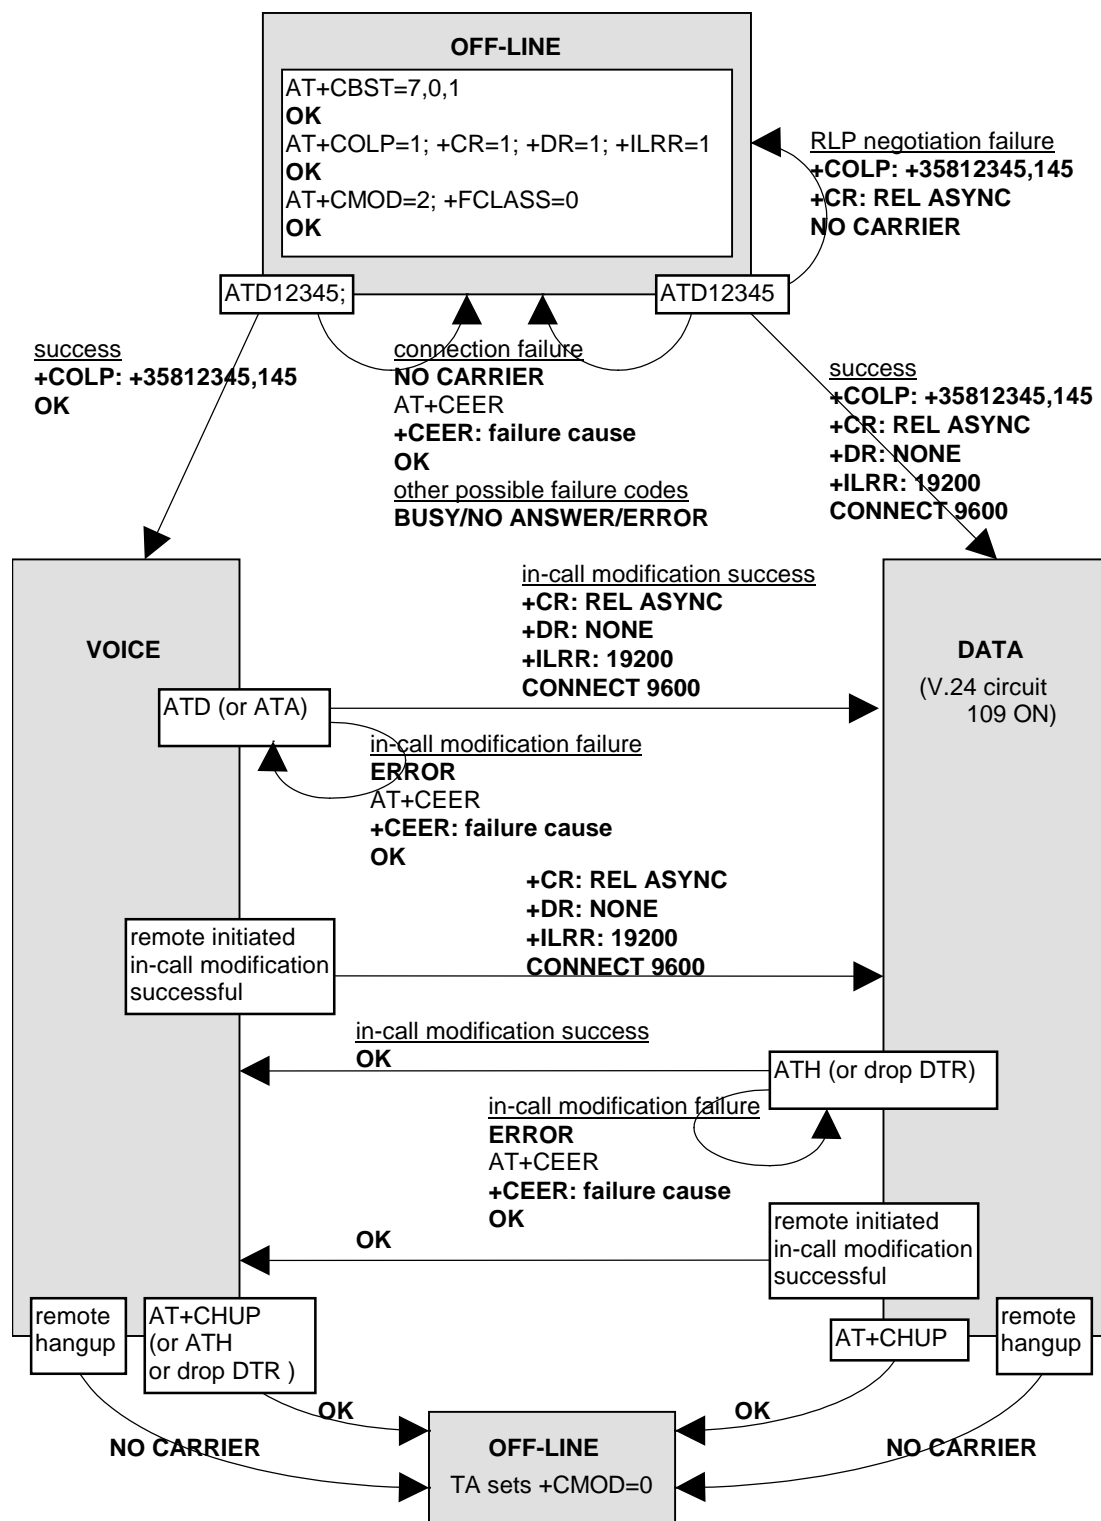 OFF-LINE
AT+CBST=7,0,1
OK
AT+COLP=1; +CR=1; +DR=1; +ILRR=1
OK
AT+CMOD=2; +FCLASS=0
OK
RLP negotiation failure
+COLP: +35812345,145
+CR: REL ASYNC
NO CARRIER
ATD12345;
ATD12345
success
+COLP: +35812345,145
OK
connection failure
NO CARRIER
AT+CEER
+CEER: failure cause
OK
other possible failure codes
BUSY/NO ANSWER/ERROR
success
+COLP: +35812345,145
+CR: REL ASYNC
+DR: NONE
+ILRR: 19200
CONNECT 9600
VOICE
in-call modification success
+CR: REL ASYNC
+DR: NONE
+ILRR: 19200
CONNECT 9600
DATA
(V.24 circuit
109 ON)
ATD (or ATA)
in-call modification failure
ERROR
AT+CEER
+CEER: failure cause
OK
+CR: REL ASYNC
+DR: NONE
+ILRR: 19200
CONNECT 9600
remote initiated
in-call modification
successful
in-call modification success
OK
ATH (or drop DTR)
in-call modification failure
ERROR
AT+CEER
+CEER: failure cause
OK
remote initiated
in-call modification
successful
OK
remote
hangup
AT+CHUP
(or ATH
or drop DTR )
AT+CHUP
remote
hangup
OK
OK
NO CARRIER
NO CARRIER
OFF-LINE
TA sets +CMOD=0